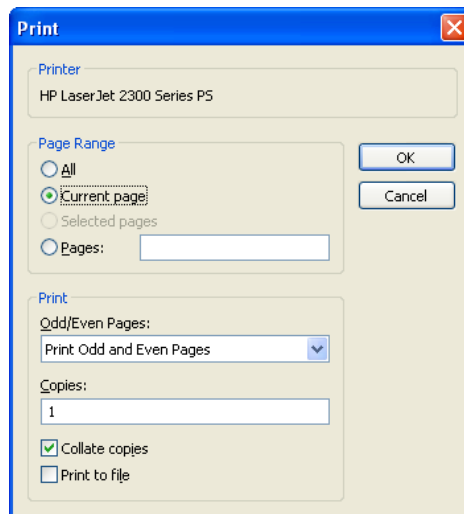 Print
Printer
HP LaserJet 2300 Series PS
Page Range
All
OK
Current page
Cancel
Selected pages
Pages:
Print
Odd/Even Pages:
Print Odd and Even Pages
Copies:
1
Collate copies
Print to file